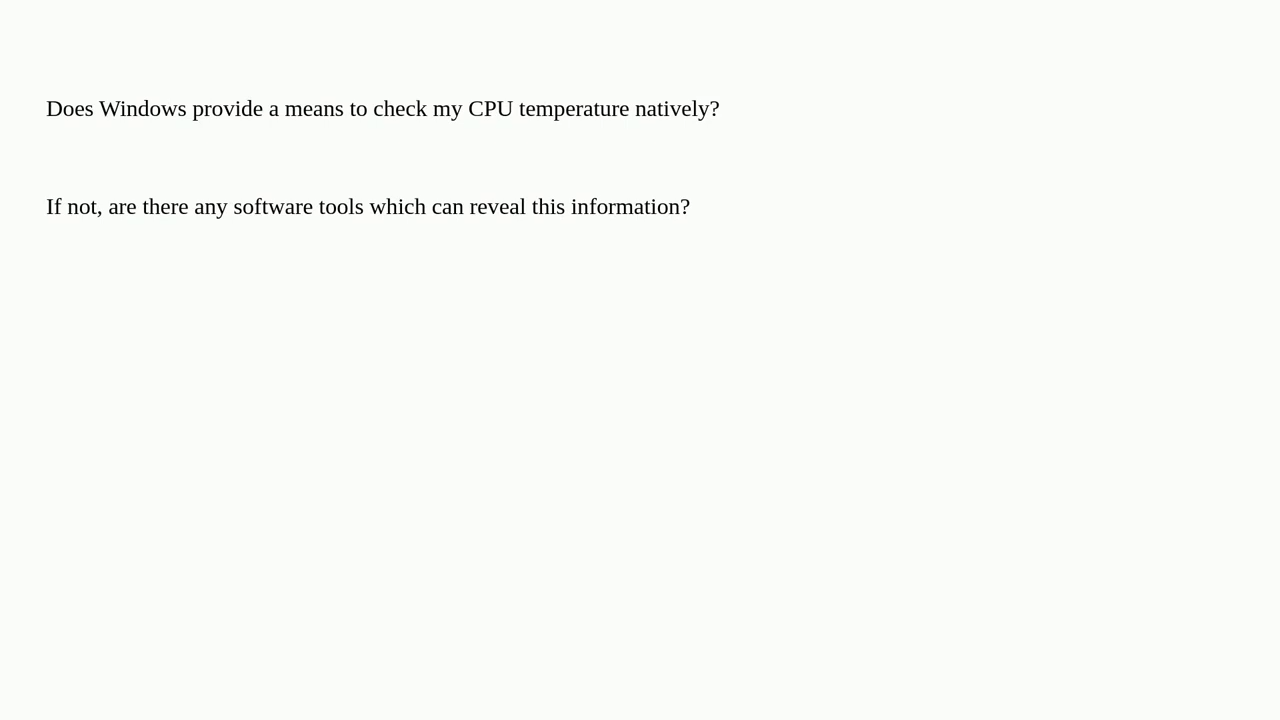 Does Windows provide a means to check my CPU temperature natively?
If not, are there any software tools which can reveal this information?